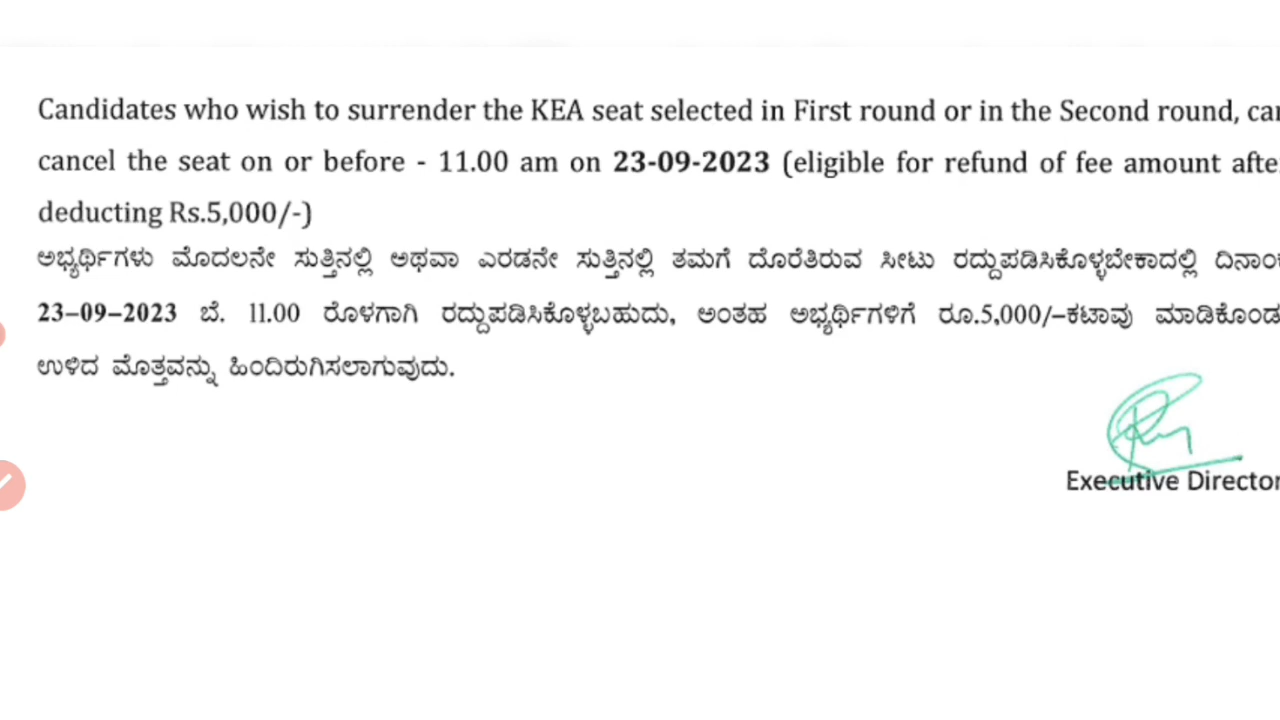 Candidates who wish to surrender the KEA seat selected in First round or in the Second round, can
cancel the seat on or before - 11.00 am on 23-09-2023 (eligible for refund of fee amount after
deducting Rs.5,000/-)
ಅಭ್ಯರ್ಥಿಗಳು ಮೊದಲನೇ ಸುತ್ತಿನಲ್ಲಿ ಅಥವಾ ಎರಡನೇ ಸುತ್ತಿನಲ್ಲಿ ತಮಗೆ ದೊರೆತಿರುವ ಸೀಟು ರದ್ದುಪಡಿಸಿಕೊಳ್ಳಬೇಕಾದಲ್ಲಿ ದಿನಾಂಕ
23–09–2023 ಬೆ. 11.00 ರೊಳಗಾಗಿ ರದ್ದುಪಡಿಸಿಕೊಳ್ಳಬಹುದು, ಅಂತಹ ಅಭ್ಯರ್ಥಿಗಳಿಗೆ ರೂ.5,000/–ಕಟಾವು ಮಾಡಿಕೊಂಡು
ಉಳಿದ ಮೊತ್ತವನ್ನು ಹಿಂದಿರುಗಿಸಲಾಗುವುದು.
Executive Director